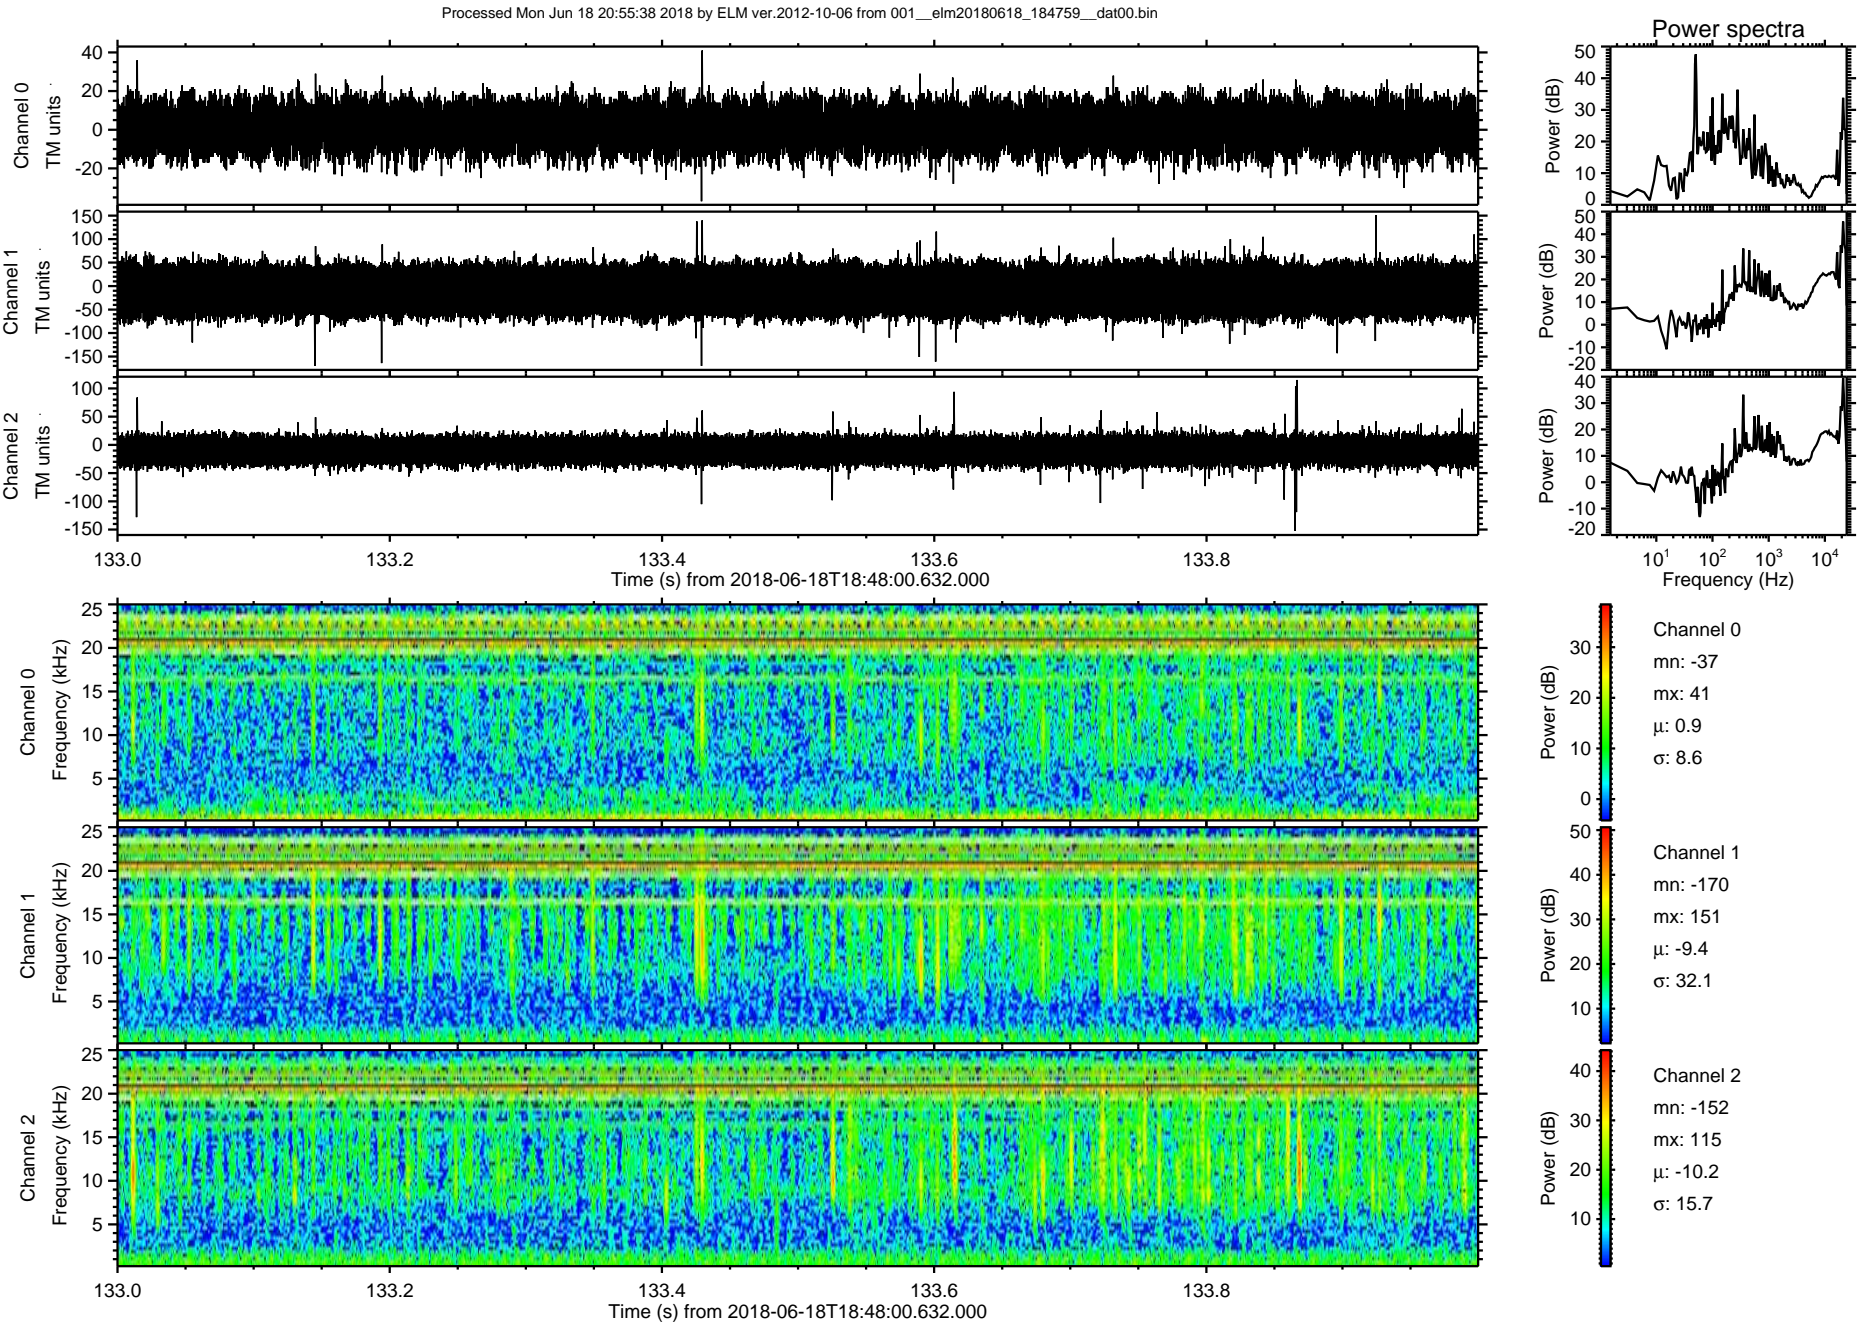 Processed Mon Jun 18 20:55:38 2018 by ELM ver.2012-10-06 from 001__elm20180618_184759__dat00.bin
Power spectra
Channel 0
TM units
40
20
0
-20
Power (dB)
50
40
30
20
10
0
Channel 1
TM units
150
100
50
0
-50
-100
-150
Power (dB)
50
40
30
20
10
0
-10
-20
Channel 2
TM units
100
50
0
-50
-100
-150
Power (dB)
40
30
20
10
0
-10
-20
133.0 133.2 133.4 133.6 133.8
Time (s) from 2018-06-18T18:48:00.632.000
10¹ 10² 10³ 10⁴
Frequency (Hz)
Channel 0
Frequency (kHz)
25
20
15
10
5
Power (dB)
30
20
10
0
Channel 0
mn: -37
mx: 41
μ: 0.9
σ: 8.6
Channel 1
Frequency (kHz)
25
20
15
10
5
Power (dB)
50
40
30
20
10
Channel 1
mn: -170
mx: 151
μ: -9.4
σ: 32.1
Channel 2
Frequency (kHz)
25
20
15
10
5
Power (dB)
40
30
20
10
Channel 2
mn: -152
mx: 115
μ: -10.2
σ: 15.7
133.0 133.2 133.4 133.6 133.8
Time (s) from 2018-06-18T18:48:00.632.000